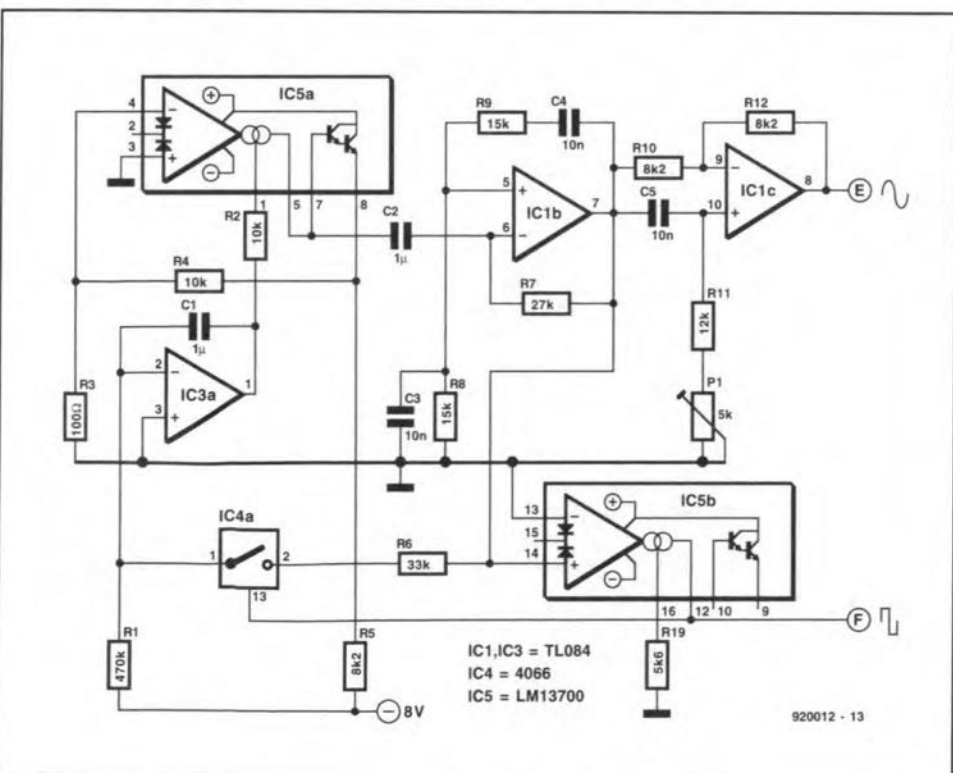 IC5a
4
2
3
−
+
+
−
1
5
7
8
R2
10k
C2
1µ
R4
10k
C1
1µ
2
−
3
+
IC3a
1
R3
100Ω
R9
15k
C4
10n
5
+
6
−
IC1b
7
R7
27k
R10
8k2
C5
10n
R12
8k2
9
−
10
+
IC1c
8
E
R11
12k
P1
5k
C3
10n
R8
15k
IC4a
1
2
13
R6
33k
IC5b
13
−
15
14
+
+
−
16
12
10
9
F
R1
470k
R5
8k2
− 8V
R19
5k6
IC1,IC3 = TL084
IC4 = 4066
IC5 = LM13700
920012 - 13